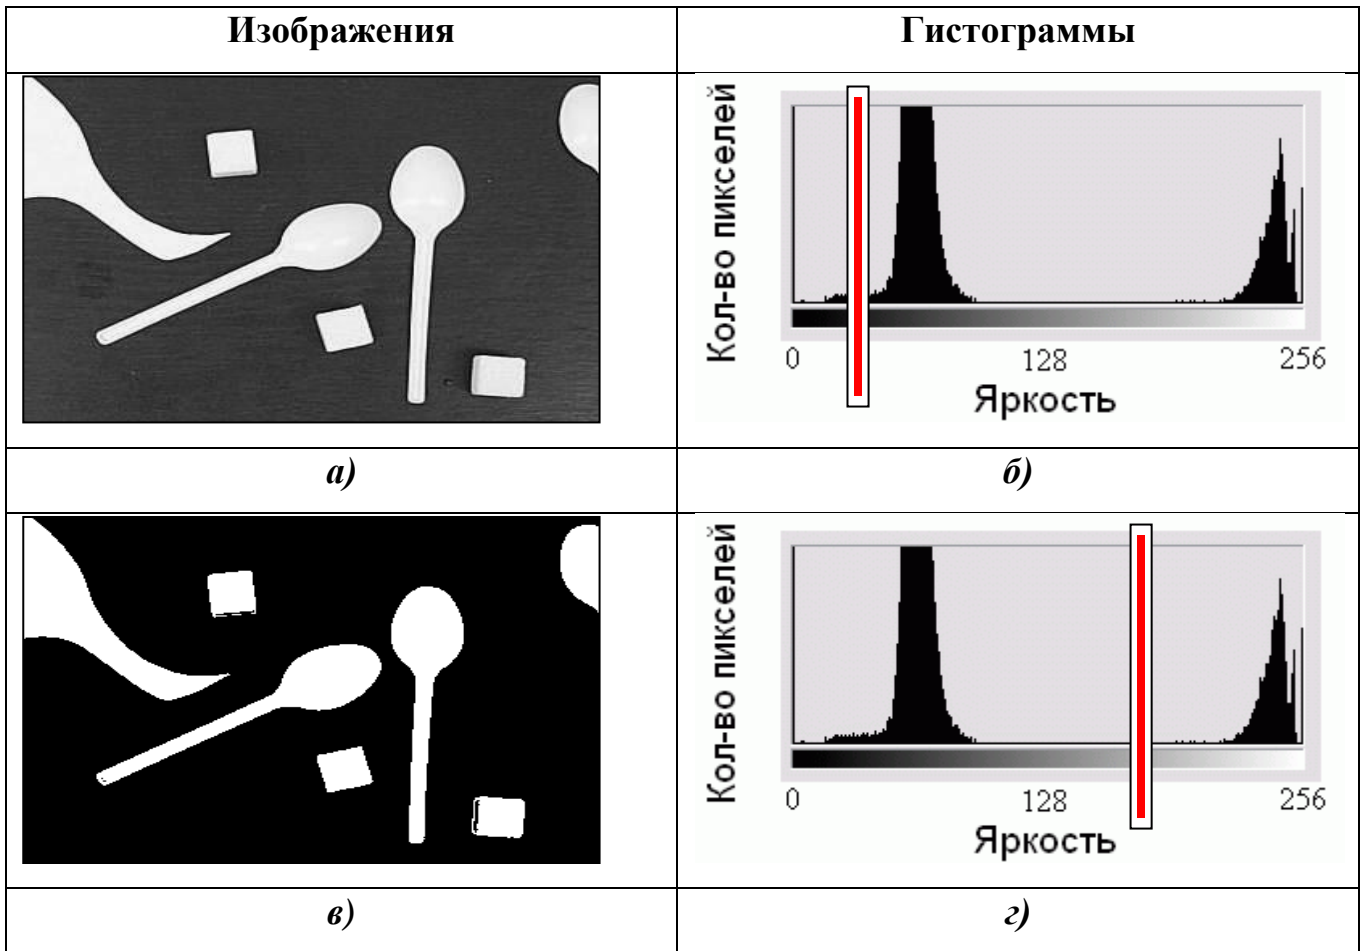 Изображения
Гистограммы
Кол-во пикселей
0
128
256
Яркость
а)
б)
Кол-во пикселей
0
128
256
Яркость
в)
г)